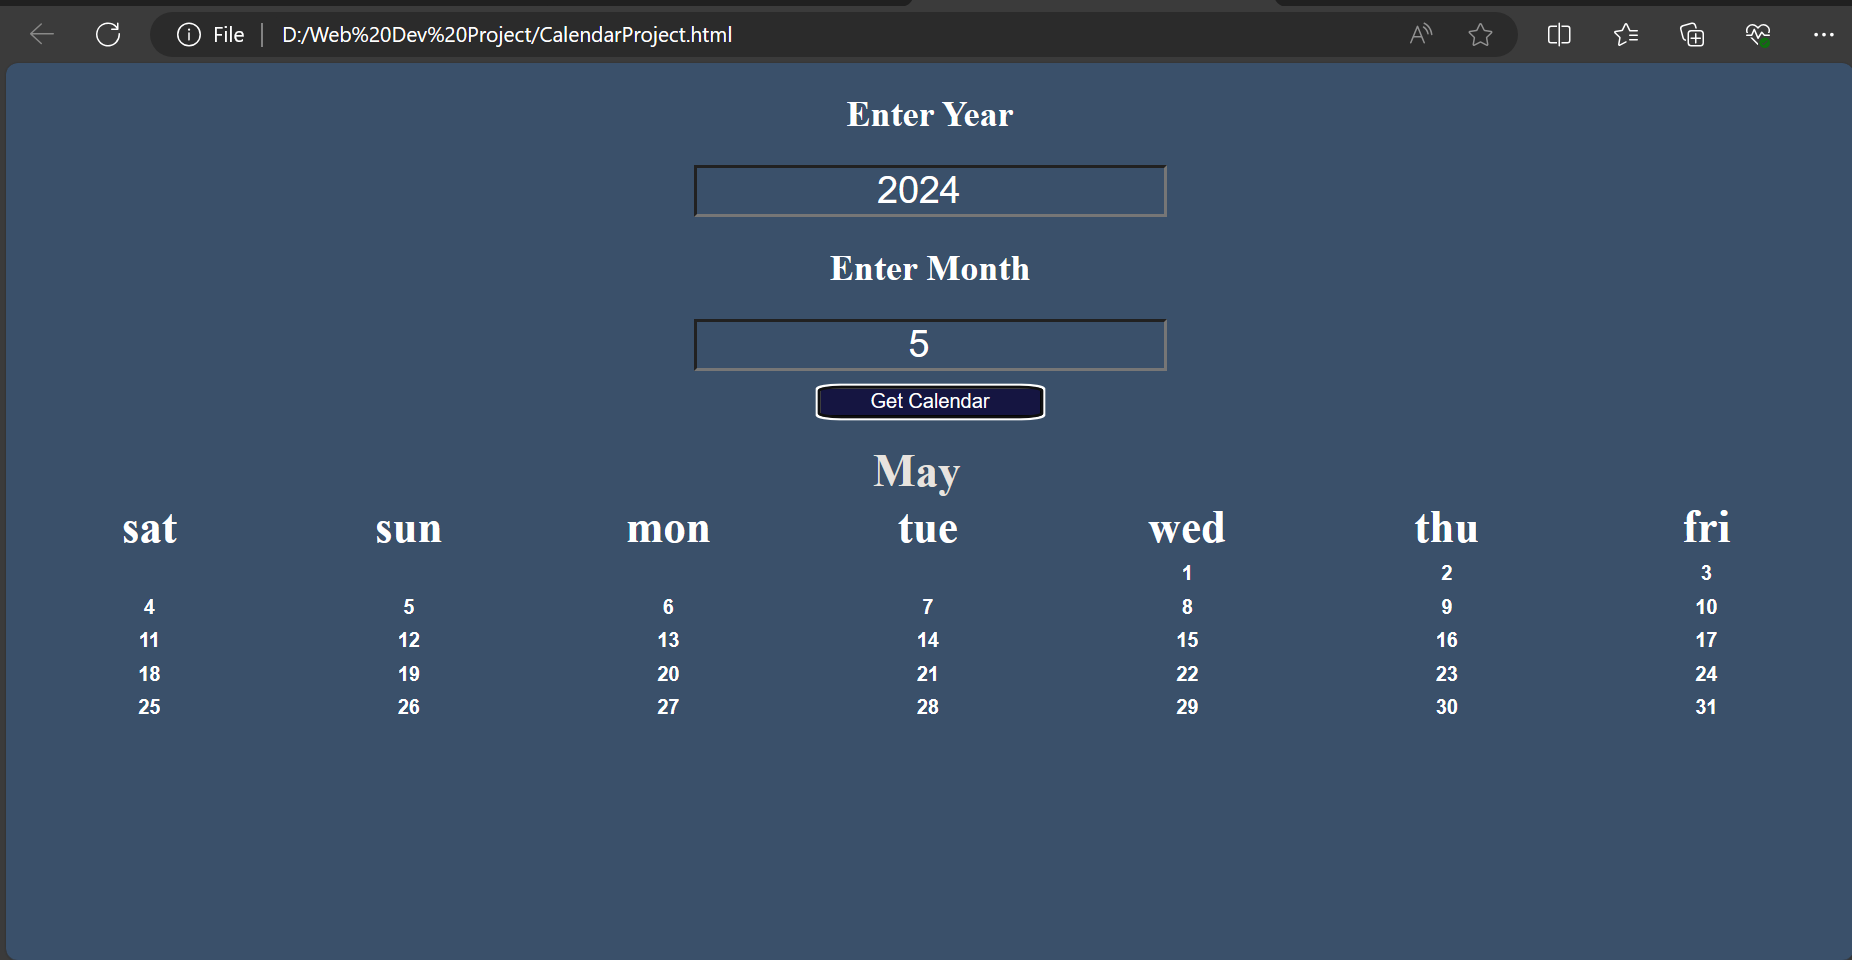 File D:/Web%20Dev%20Project/CalendarProject.html
Enter Year
2024
Enter Month
5
Get Calendar
May
sat sun mon tue wed thu fri
1 2 3
4 5 6 7 8 9 10
11 12 13 14 15 16 17
18 19 20 21 22 23 24
25 26 27 28 29 30 31